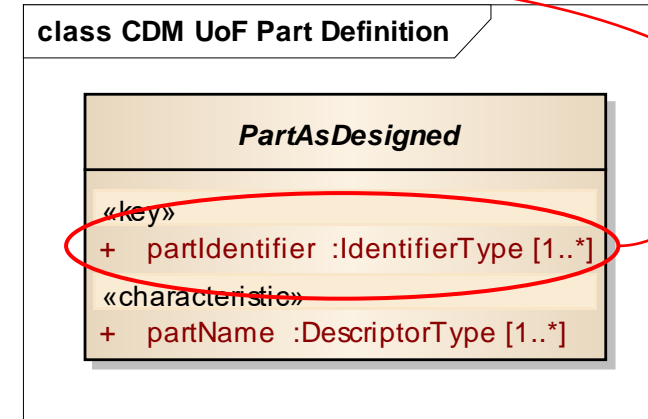 class CDM UoF Part Definition
PartAsDesigned
«key»
+ partIdentifier :IdentifierType [1..*]
«characteristic»
+ partName :DescriptorType [1..*]